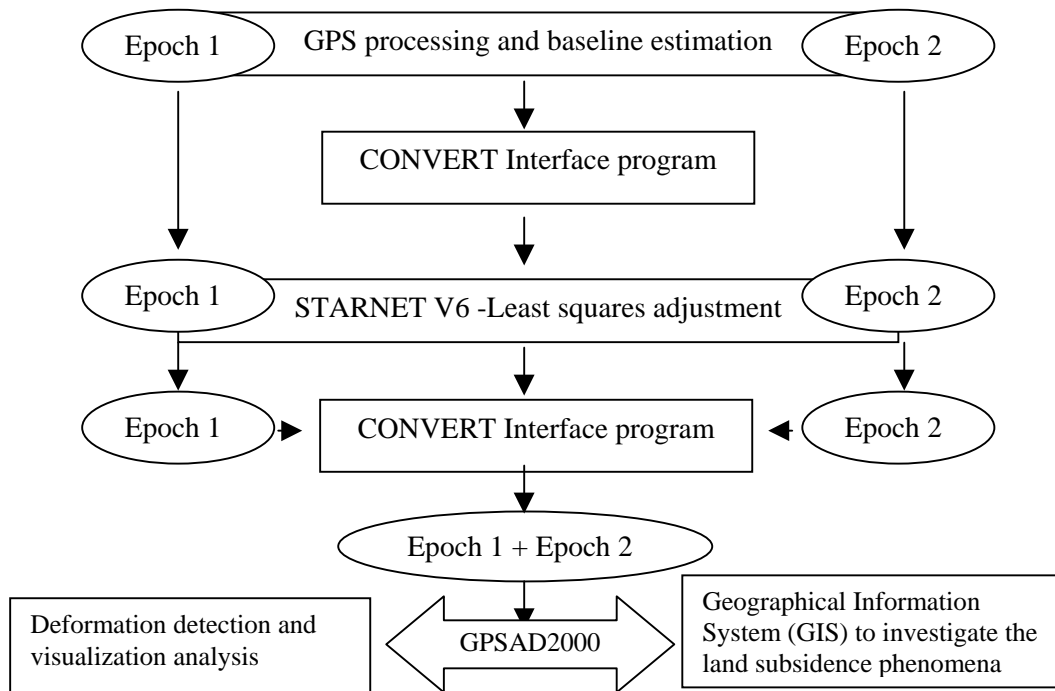 Epoch 1
GPS processing and baseline estimation
Epoch 2
CONVERT Interface program
Epoch 1
STARNET V6 -Least squares adjustment
Epoch 2
Epoch 1
CONVERT Interface program
Epoch 2
Epoch 1 + Epoch 2
Deformation detection and
visualization analysis
GPSAD2000
Geographical Information
System (GIS) to investigate the
land subsidence phenomena